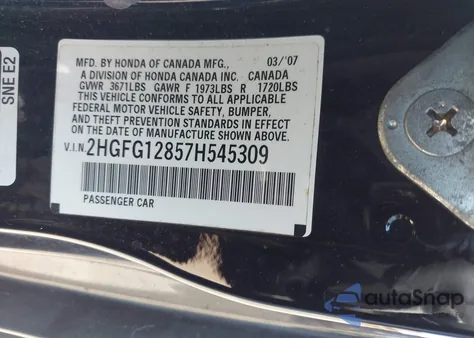 SNE E2
MFD. BY HONDA OF CANADA MFG., 03/'07
A DIVISION OF HONDA CANADA INC. CANADA
GVWR 3671LBS GAWR F 1973LBS R 1720LBS
THIS VEHICLE CONFORMS TO ALL APPLICABLE
FEDERAL MOTOR VEHICLE SAFETY, BUMPER,
AND THEFT PREVENTION STANDARDS IN EFFECT
ON THE DATE OF MANUFACTURE SHOWN ABOVE.
V.I.N. 2HGFG12857H545309
PASSENGER CAR
autoSnap